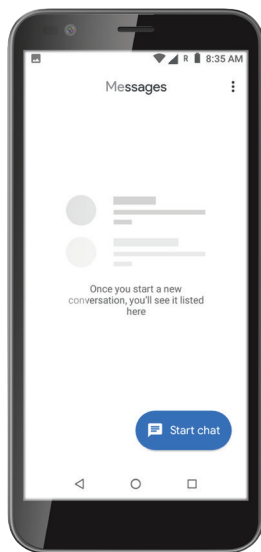 R 8:35 AM
Messages
Once you start a new
conversation, you'll see it listed
here
Start chat